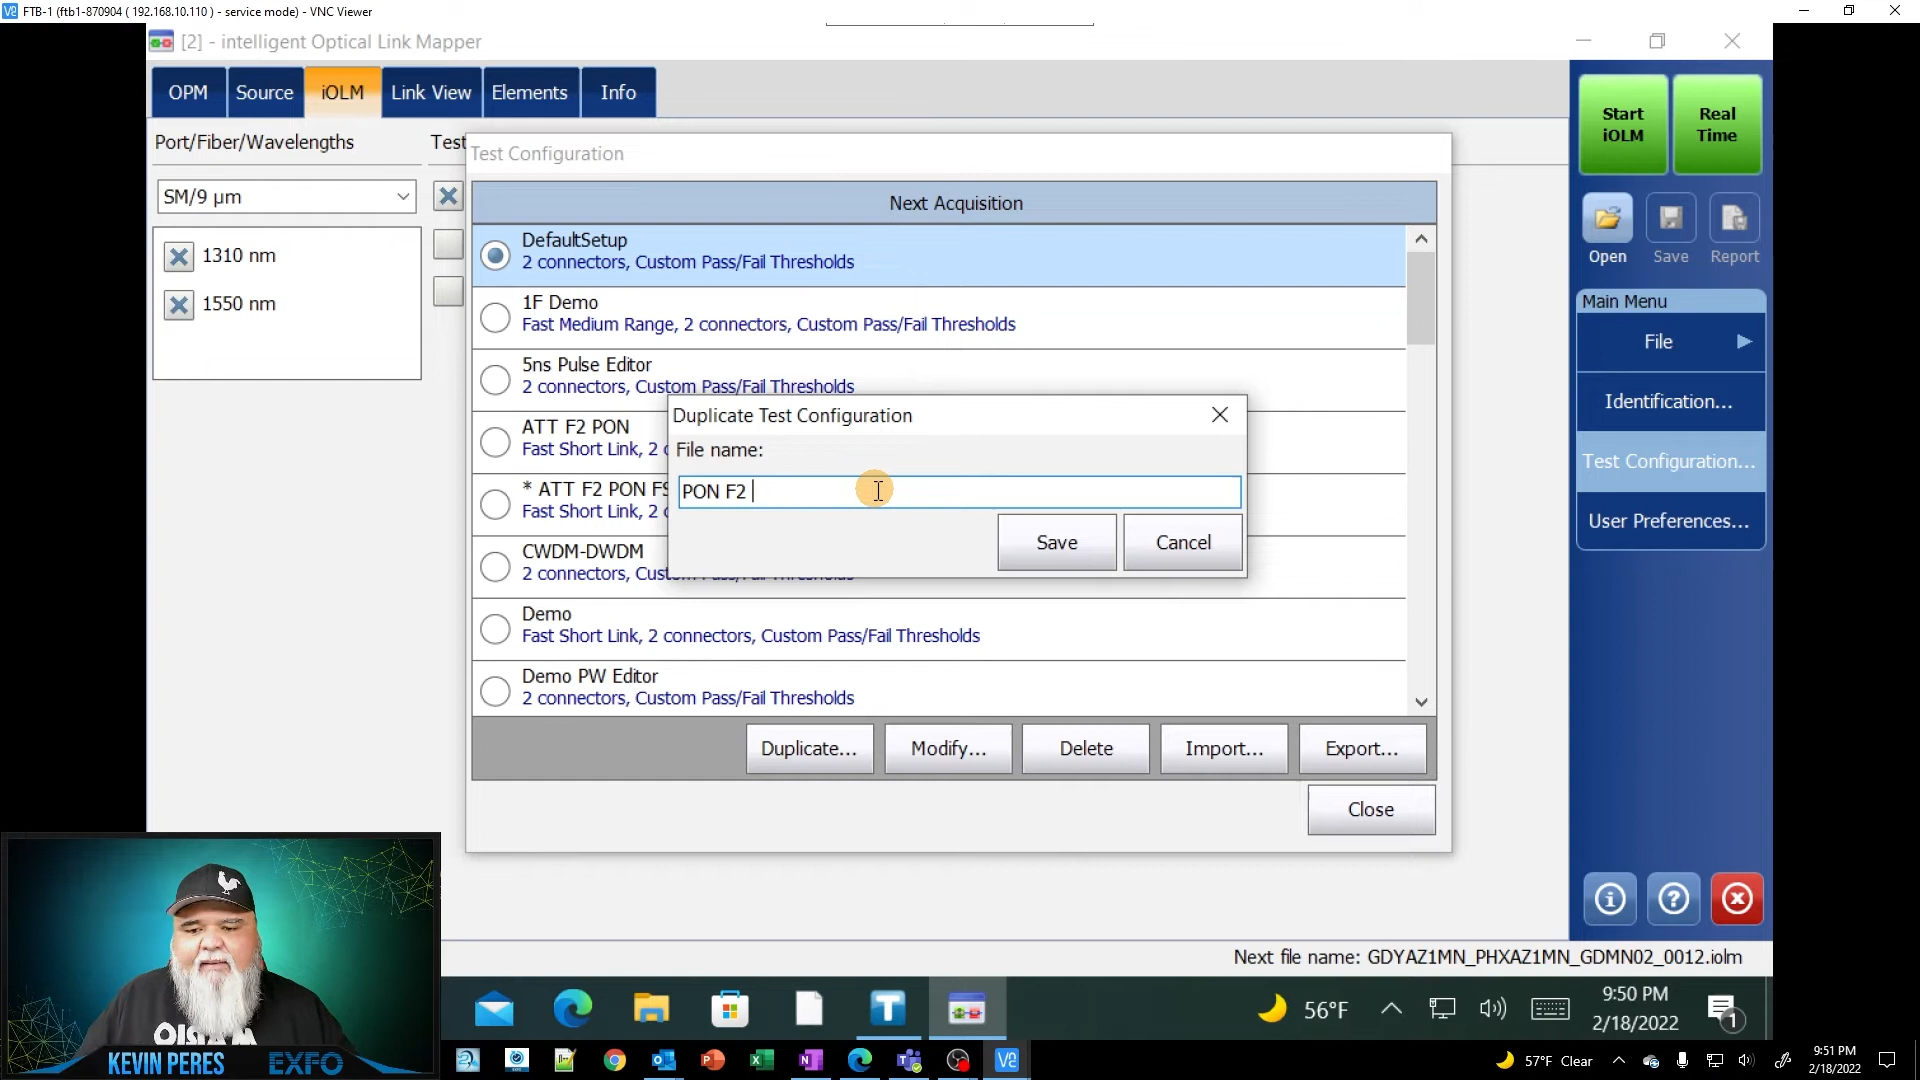 FTB-1 (ftb1-870904 ( 192.168.10.110 ) - service mode) - VNC Viewer
[2] - intelligent Optical Link Mapper
OPM
Source
iOLM
Link View
Elements
Info
Port/Fiber/Wavelengths
Test
SM/9 µm
1310 nm
1550 nm
Test Configuration
Next Acquisition
DefaultSetup
2 connectors, Custom Pass/Fail Thresholds
1F Demo
Fast Medium Range, 2 connectors, Custom Pass/Fail Thresholds
5ns Pulse Editor
2 connectors, Custom Pass/Fail Thresholds
ATT F2 PON
Fast Short Link, 2 c
* ATT F2 PON FS
Fast Short Link, 2 c
CWDM-DWDM
2 connectors, Cust
Demo
Fast Short Link, 2 connectors, Custom Pass/Fail Thresholds
Demo PW Editor
2 connectors, Custom Pass/Fail Thresholds
Duplicate Test Configuration
File name:
PON F2
Save
Cancel
Duplicate...
Modify...
Delete
Import...
Export...
Close
Start
iOLM
Real
Time
Open
Save
Report
Main Menu
File
Identification...
Test Configuration...
User Preferences...
Next file name: GDYAZ1MN_PHXAZ1MN_GDMN02_0012.iolm
56°F
9:50 PM
2/18/2022
1
KEVIN PERES
EXFO
57°F Clear
9:51 PM
2/18/2022